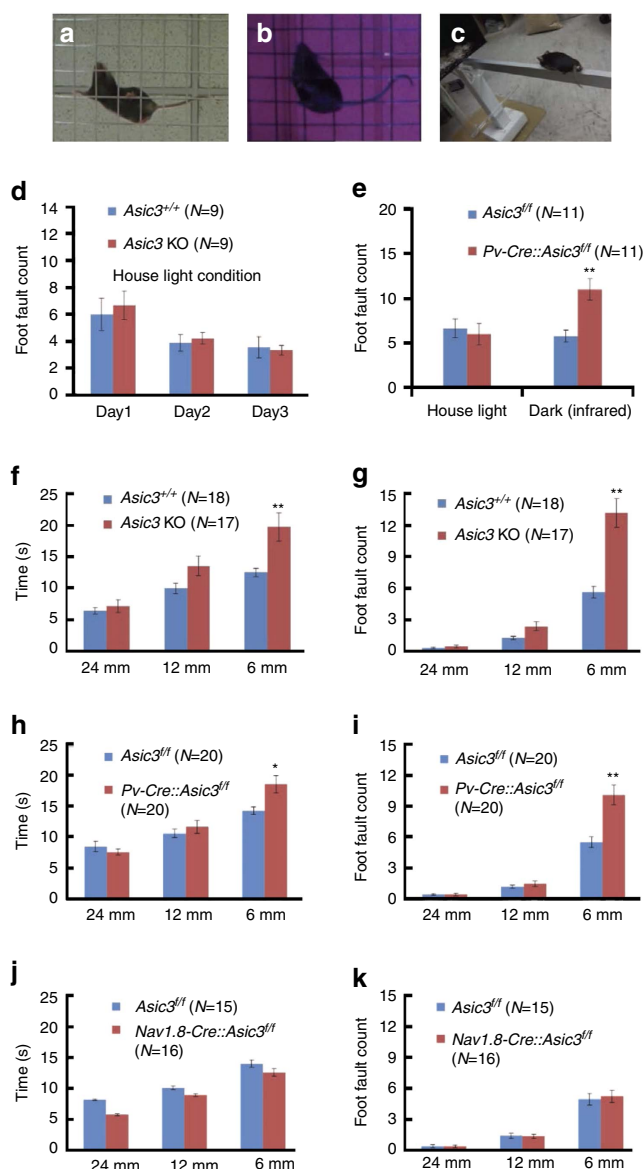 a
b
c
d
14
12
10
8
6
4
2
0
Foot fault count
Asic3+/+ (N=9)
Asic3 KO (N=9)
House light condition
Day1 Day2 Day3
e
20
15
10
5
0
Foot fault count
Asic3f/f (N=11)
Pv-Cre::Asic3f/f (N=11)
**
House light Dark (infrared)
f
25
20
15
10
5
0
Time (s)
Asic3+/+ (N=18)
Asic3 KO (N=17)
**
24 mm 12 mm 6 mm
g
15
12
9
6
3
0
Foot fault count
Asic3+/+ (N=18)
Asic3 KO (N=17)
**
24 mm 12 mm 6 mm
h
25
20
15
10
5
0
Time (s)
Asic3f/f (N=20)
Pv-Cre::Asic3f/f
(N=20)
*
24 mm 12 mm 6 mm
i
15
12
9
6
3
0
Foot fault count
Asic3f/f (N=20)
Pv-Cre::Asic3f/f
(N=20)
**
24 mm 12 mm 6 mm
j
25
20
15
10
5
0
Time (s)
Asic3f/f (N=15)
Nav1.8-Cre::Asic3f/f
(N=16)
24 mm 12 mm 6 mm
k
15
12
9
6
3
0
Foot fault count
Asic3f/f (N=15)
Nav1.8-Cre::Asic3f/f
(N=16)
24 mm 12 mm 6 mm